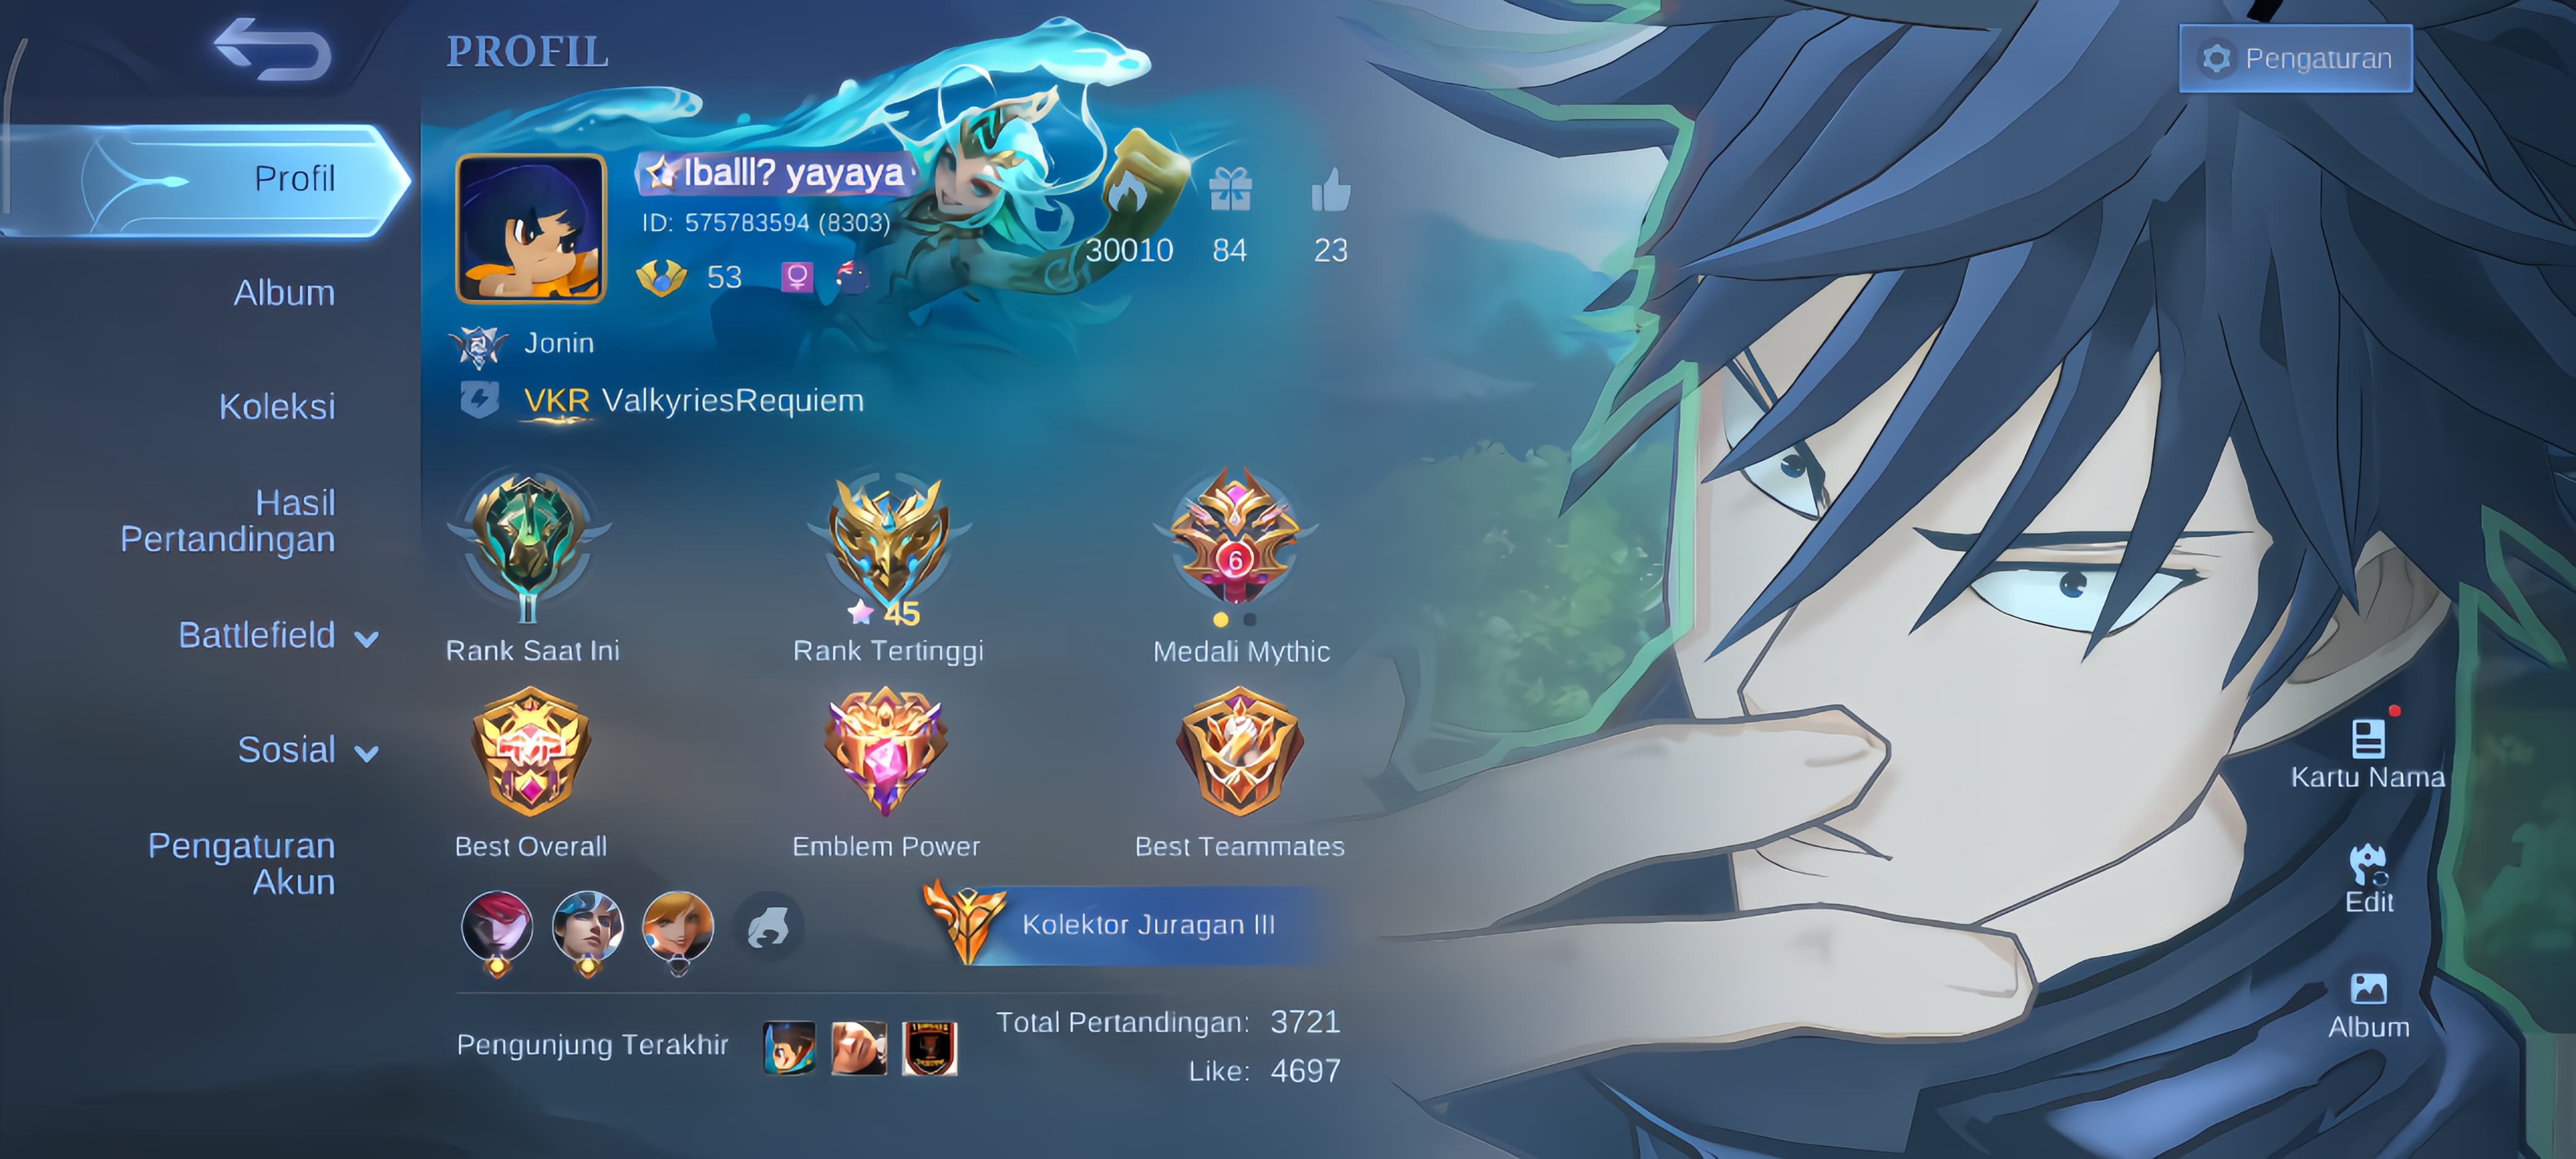 PROFIL
Pengaturan
Profil
Album
Koleksi
Hasil
Pertandingan
Battlefield
Sosial
Pengaturan
Akun
Iballl? yayaya
ID: 575783594 (8303)
53
30010
84
23
Jonin
VKR ValkyriesRequiem
II
Rank Saat Ini
45
Rank Tertinggi
6
Medali Mythic
Best Overall
Emblem Power
Best Teammates
Kolektor Juragan III
Pengunjung Terakhir
Total Pertandingan: 3721
Like: 4697
Kartu Nama
Edit
Album